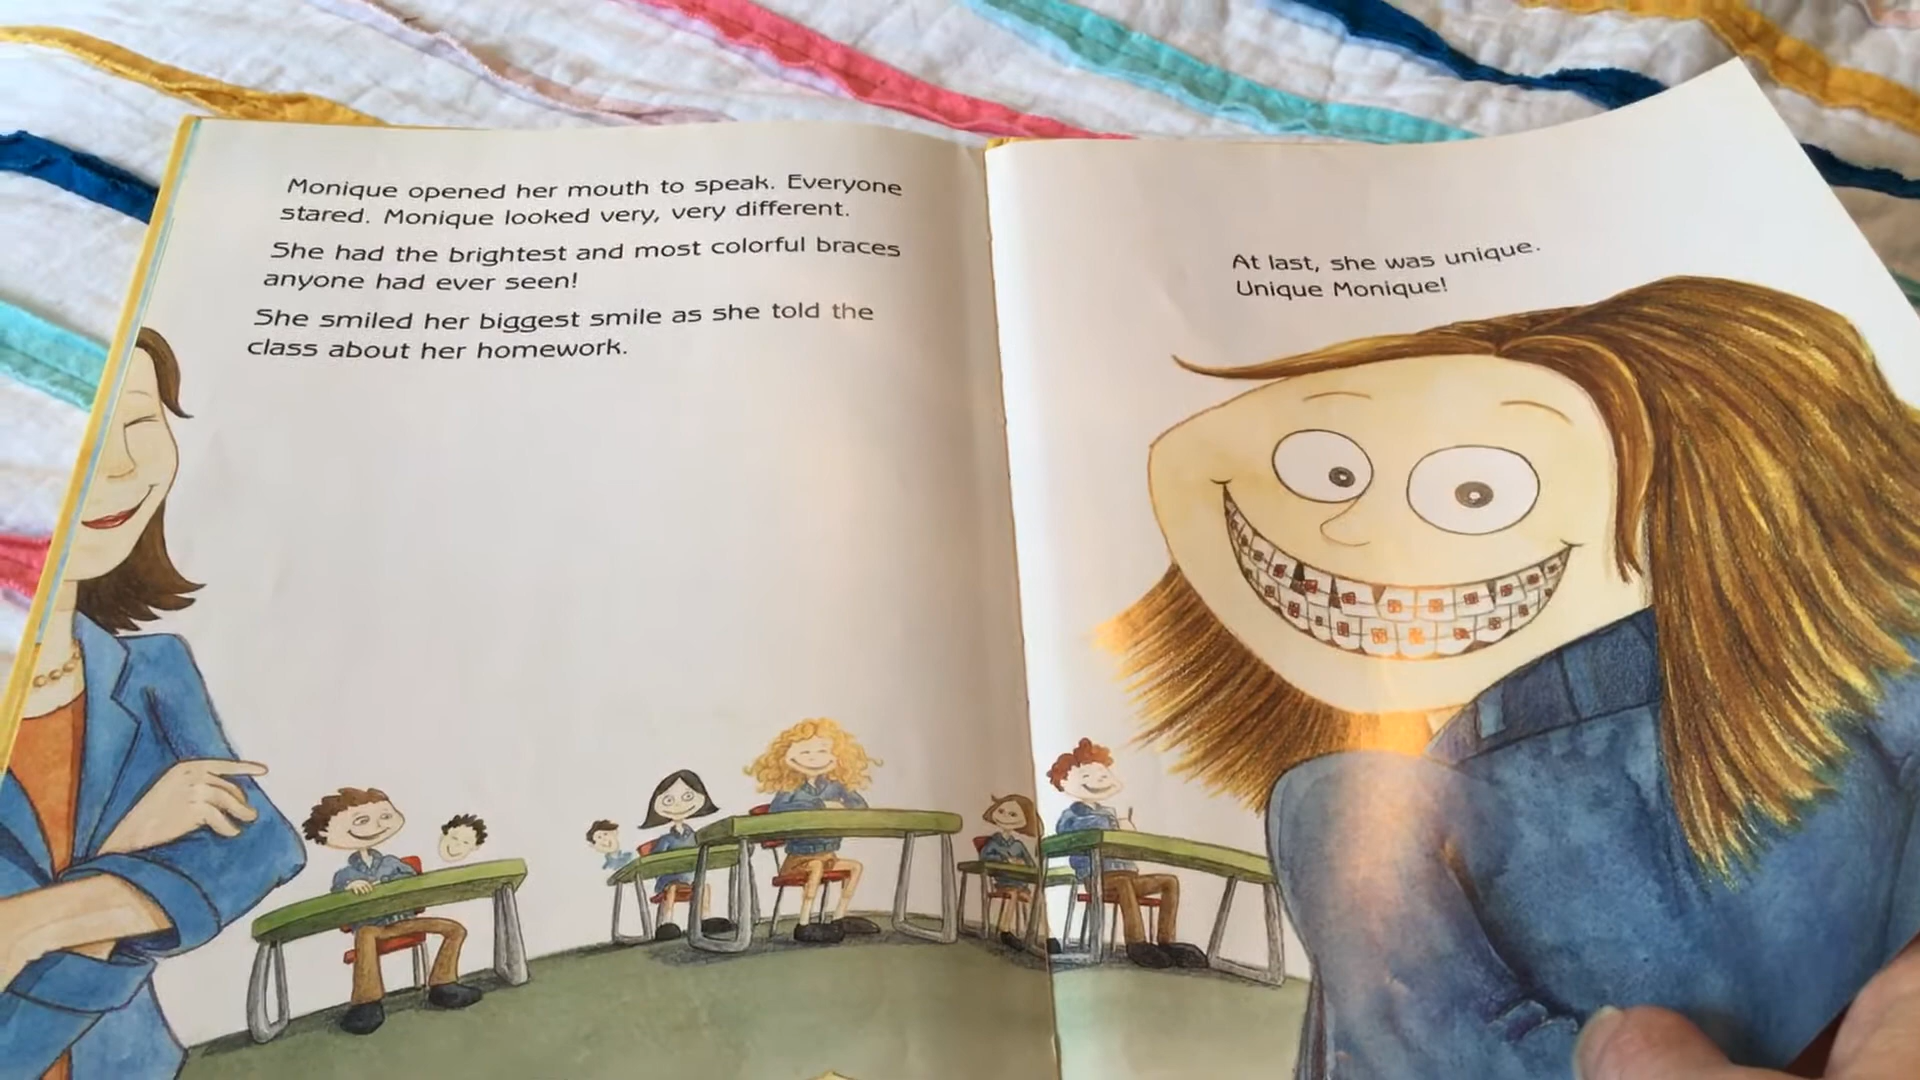 Monique opened her mouth to speak. Everyone
stared. Monique looked very, very different.
She had the brightest and most colorful braces
anyone had ever seen!
She smiled her biggest smile as she told the
class about her homework.
At last, she was unique.
Unique Monique!